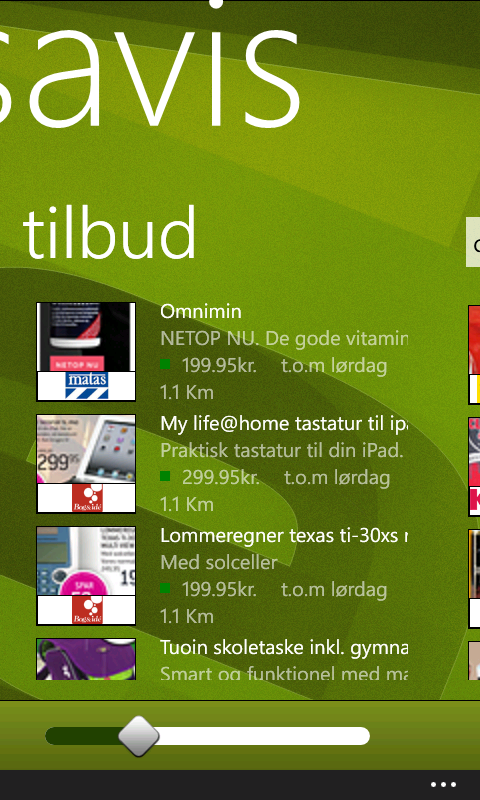 savis
tilbud
Omnimin
NETOP NU. De gode vitamin
199.95kr. t.o.m lørdag
1.1 Km
NETOP NU
matas
My life@home tastatur til ip
Praktisk tastatur til din iPad.
299.95kr. t.o.m lørdag
1.1 Km
299⁹⁵
Bog&idé
Lommeregner texas ti-30xs
Med solceller
199.95kr. t.o.m lørdag
1.1 Km
SPAR
Bog&idé
Tuoin skoletaske inkl. gymna
Smart og funktionel med ma